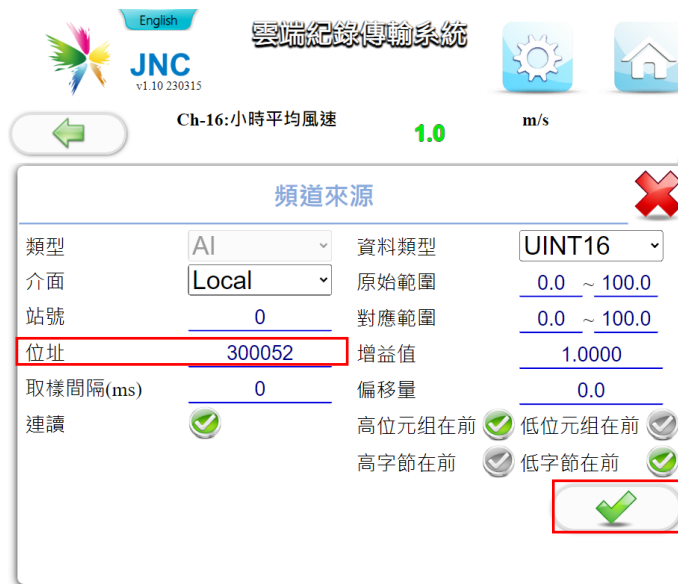 English
雲端紀錄傳輸系統
JNC
v1.10 230315
Ch-16:小時平均風速 1.0 m/s
頻道來源
類型 AI 資料類型 UINT16
介面 Local 原始範圍 0.0 ~ 100.0
站號 0 對應範圍 0.0 ~ 100.0
位址 300052 增益值 1.0000
取樣間隔(ms) 0 偏移量 0.0
連讀 高位元组在前 低位元组在前
高字節在前 低字節在前